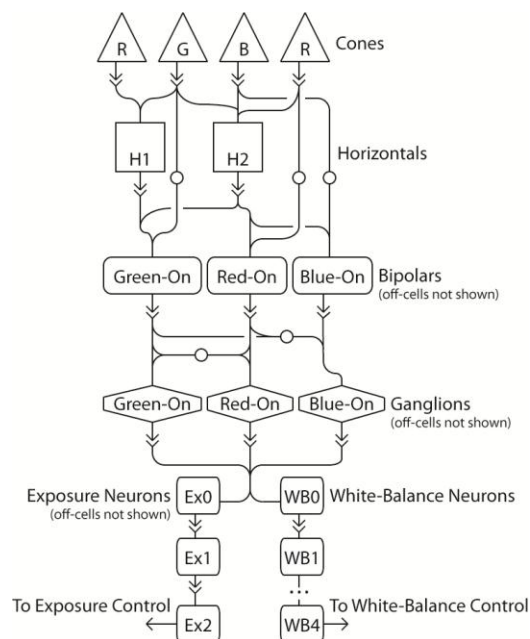 R G B R Cones
H1 H2 Horizontals
Green-On Red-On Blue-On Bipolars
(off-cells not shown)
Green-On Red-On Blue-On Ganglions
(off-cells not shown)
Exposure Neurons Ex0 WB0 White-Balance Neurons
(off-cells not shown)
Ex1 WB1
...
To Exposure Control To White-Balance Control
Ex2 WB4